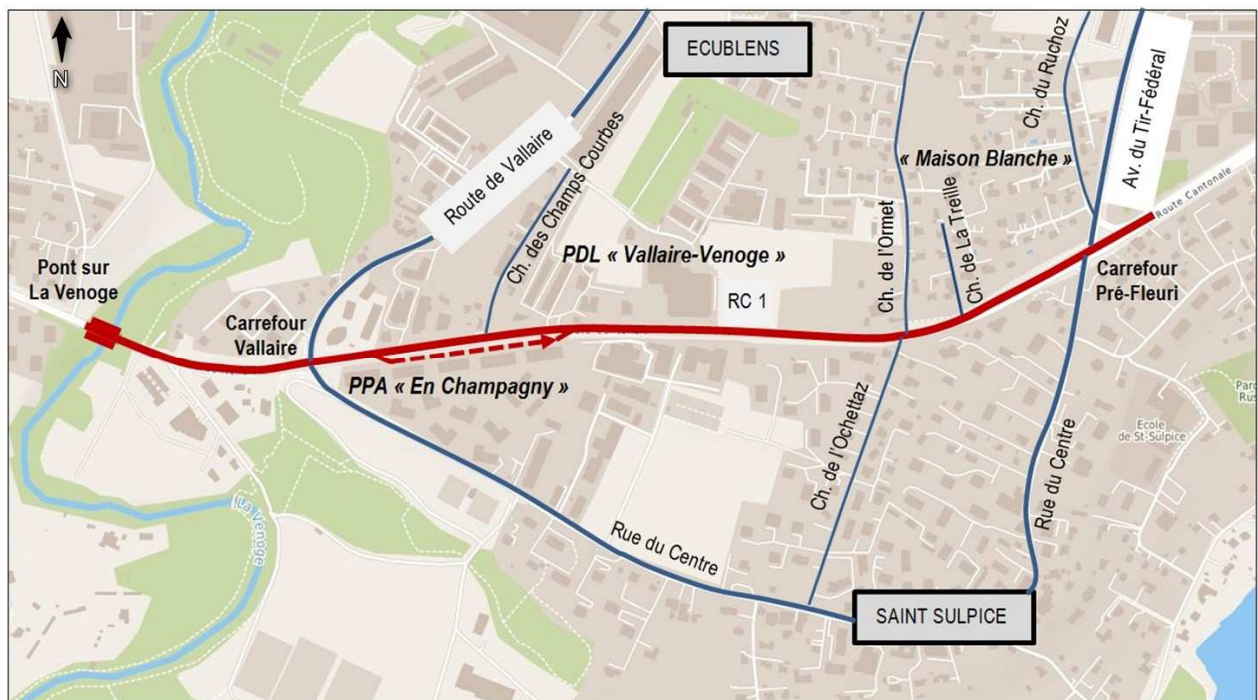 N
ECUBLENS
Ch. du Ruchoz
Av. du Tir-Fédéral
Route de Vallaire
Ch. des Champs Courbes
« Maison Blanche »
Ch. de La Treille
Route Cantonale
Ch. de l'Ormet
PDL « Vallaire-Venoge »
RC 1
Pont sur
La Venoge
Carrefour
Vallaire
Carrefour
Pré-Fleuri
PPA « En Champagny »
Ch. de l'Ochettaz
Ecole
de St-Sulpice
Rue du Centre
La Venoge
Rue du Centre
SAINT SULPICE